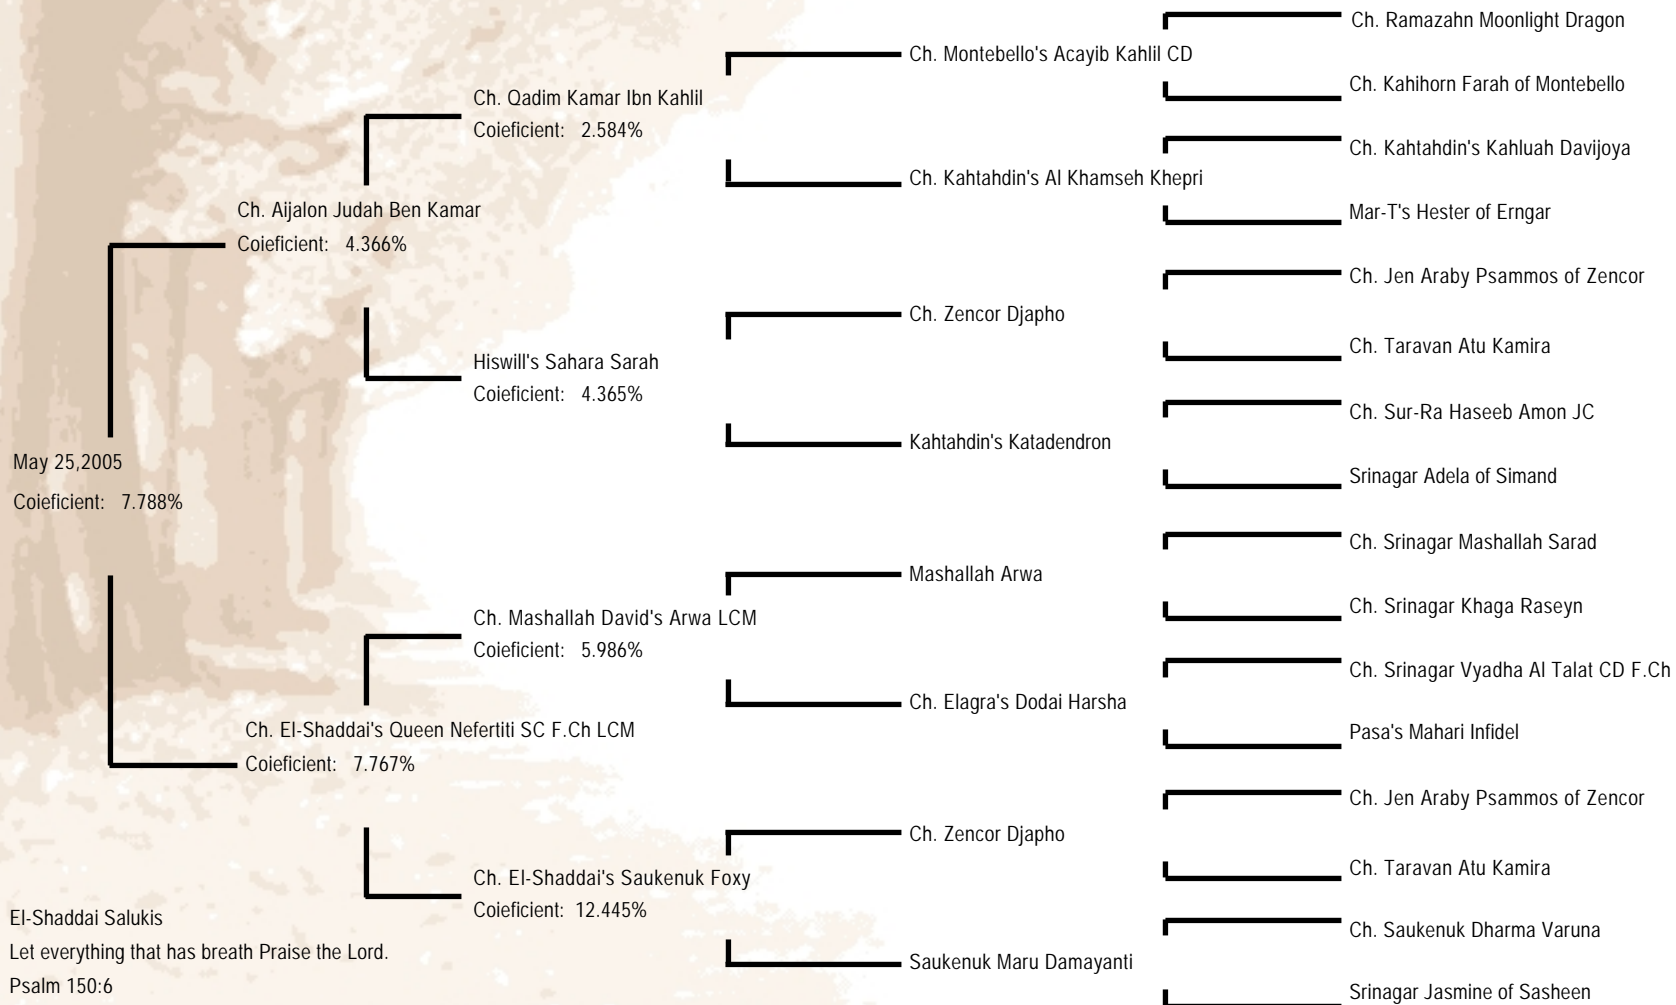 Ch. Ramazahn Moonlight Dragon
Ch. Montebello's Acayib Kahlil CD
Ch. Kahihorn Farah of Montebello
Ch. Qadim Kamar Ibn Kahlil
Coieficient: 2.584%
Ch. Kahtahdin's Kahluah Davijoya
Ch. Kahtahdin's Al Khamseh Khepri
Mar-T's Hester of Erngar
Ch. Aijalon Judah Ben Kamar
Coieficient: 4.366%
Ch. Jen Araby Psammos of Zencor
Ch. Zencor Djapho
Ch. Taravan Atu Kamira
Hiswill's Sahara Sarah
Coieficient: 4.365%
Ch. Sur-Ra Haseeb Amon JC
Kahtahdin's Katadendron
Srinagar Adela of Simand
May 25,2005
Coieficient: 7.788%
Ch. Srinagar Mashallah Sarad
Mashallah Arwa
Ch. Srinagar Khaga Raseyn
Ch. Mashallah David's Arwa LCM
Coieficient: 5.986%
Ch. Srinagar Vyadha Al Talat CD F.Ch
Ch. Elagra's Dodai Harsha
Pasa's Mahari Infidel
Ch. El-Shaddai's Queen Nefertiti SC F.Ch LCM
Coieficient: 7.767%
Ch. Jen Araby Psammos of Zencor
Ch. Zencor Djapho
Ch. Taravan Atu Kamira
Ch. El-Shaddai's Saukenuk Foxy
Coieficient: 12.445%
Ch. Saukenuk Dharma Varuna
Saukenuk Maru Damayanti
Srinagar Jasmine of Sasheen
El-Shaddai Salukis
Let everything that has breath Praise the Lord.
Psalm 150:6